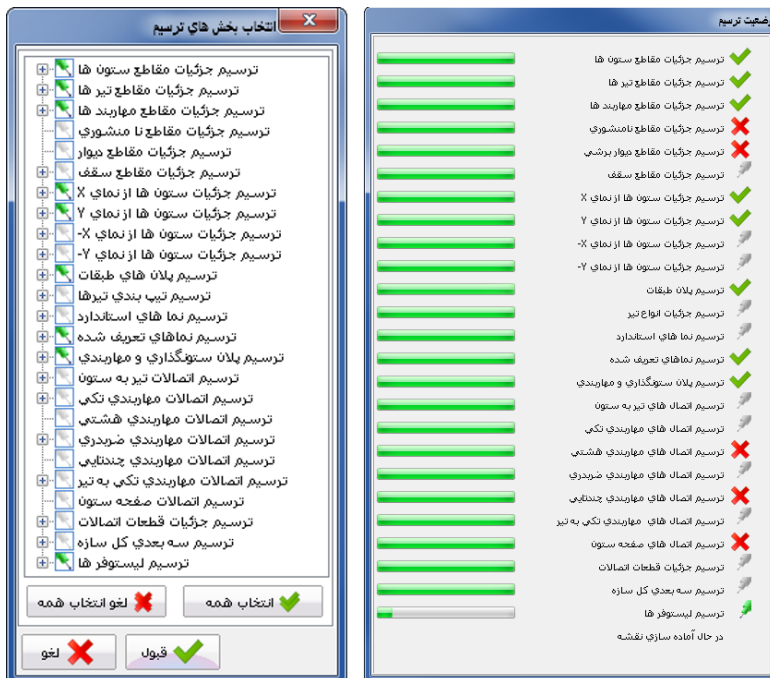 انتخاب بخش هاي ترسيم
ترسيم جزئيات مقاطع ستون ها
ترسيم جزئيات مقاطع تير ها
ترسيم جزئيات مقاطع مهاربند ها
ترسيم جزئيات مقاطع نا منشوري
ترسيم جزئيات مقاطع ديوار
ترسيم جزئيات مقاطع سقف
ترسيم جزئيات ستون ها از نماي X
ترسيم جزئيات ستون ها از نماي Y
ترسيم جزئيات ستون ها از نماي X-
ترسيم جزئيات ستون ها از نماي Y-
ترسيم پلان هاي طبقات
ترسيم تيپ بندي تيرها
ترسيم نما هاي استاندارد
ترسيم نماهاي تعريف شده
ترسيم پلان ستونگذاري و مهاربندي
ترسيم اتصالات تير به ستون
ترسيم اتصالات مهاربندي تكي
ترسيم اتصالات مهاربندي هشتي
ترسيم اتصالات مهاربندي ضربدري
ترسيم اتصالات مهاربندي چندتايي
ترسيم اتصالات مهاربندي تكي به تير
ترسيم اتصالات صفحه ستون
ترسيم جزئيات قطعات اتصالات
ترسيم سه بعدي كل سازه
ترسيم ليستوفر ها
انتخاب همه
لغو انتخاب همه
قبول
لغو
وضعيت ترسيم
ترسيم جزئيات مقاطع ستون ها
ترسيم جزئيات مقاطع تير ها
ترسيم جزئيات مقاطع مهاربند ها
ترسيم جزئيات مقاطع نامنشوري
ترسيم جزئيات مقاطع ديوار برشي
ترسيم جزئيات مقاطع سقف
ترسيم جزئيات ستون ها از نماي X
ترسيم جزئيات ستون ها از نماي Y
ترسيم جزئيات ستون ها از نماي X-
ترسيم جزئيات ستون ها از نماي Y-
ترسيم پلان طبقات
ترسيم جزئيات انواع تير
ترسيم نما هاي استاندارد
ترسيم نماهاي تعريف شده
ترسيم پلان ستونگذاري و مهاربندي
ترسيم اتصال هاي تير به ستون
ترسيم اتصال هاي مهاربندي تكي
ترسيم اتصال هاي مهاربندي هشتي
ترسيم اتصال هاي مهاربندي ضربدري
ترسيم اتصال هاي مهاربندي چندتايي
ترسيم اتصال هاي مهاربندي تكي به تير
ترسيم اتصال هاي صفحه ستون
ترسيم جزئيات قطعات اتصالات
ترسيم سه بعدي كل سازه
ترسيم ليستوفر ها
در حال آماده سازي نقشه